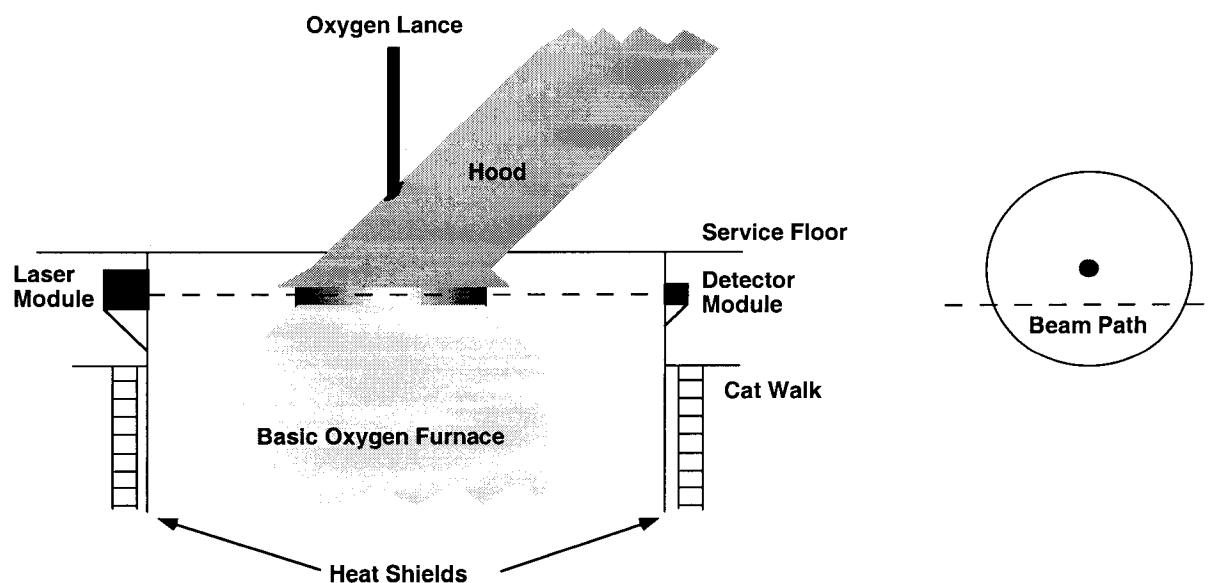 Oxygen Lance
Hood
Service Floor
Laser
Module
Detector
Module
Beam Path
Cat Walk
Basic Oxygen Furnace
Heat Shields